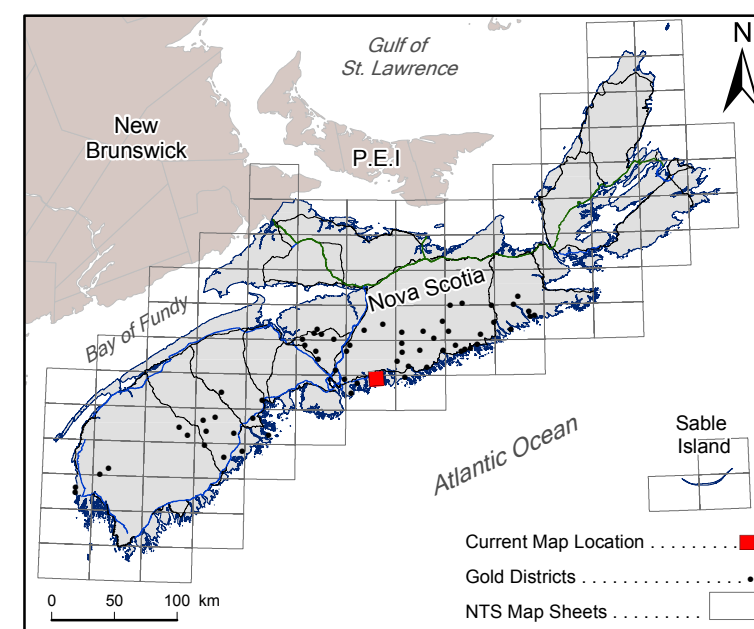 Gulf of
St. Lawrence
N
New
Brunswick
P.E.I
Nova Scotia
Bay of Fundy
Sable
Island
Atlantic Ocean
Current Map Location . . . . . . . . .
Gold Districts . . . . . . . . . . . . . . . .
NTS Map Sheets . . . . . . . . .
0 50 100 km